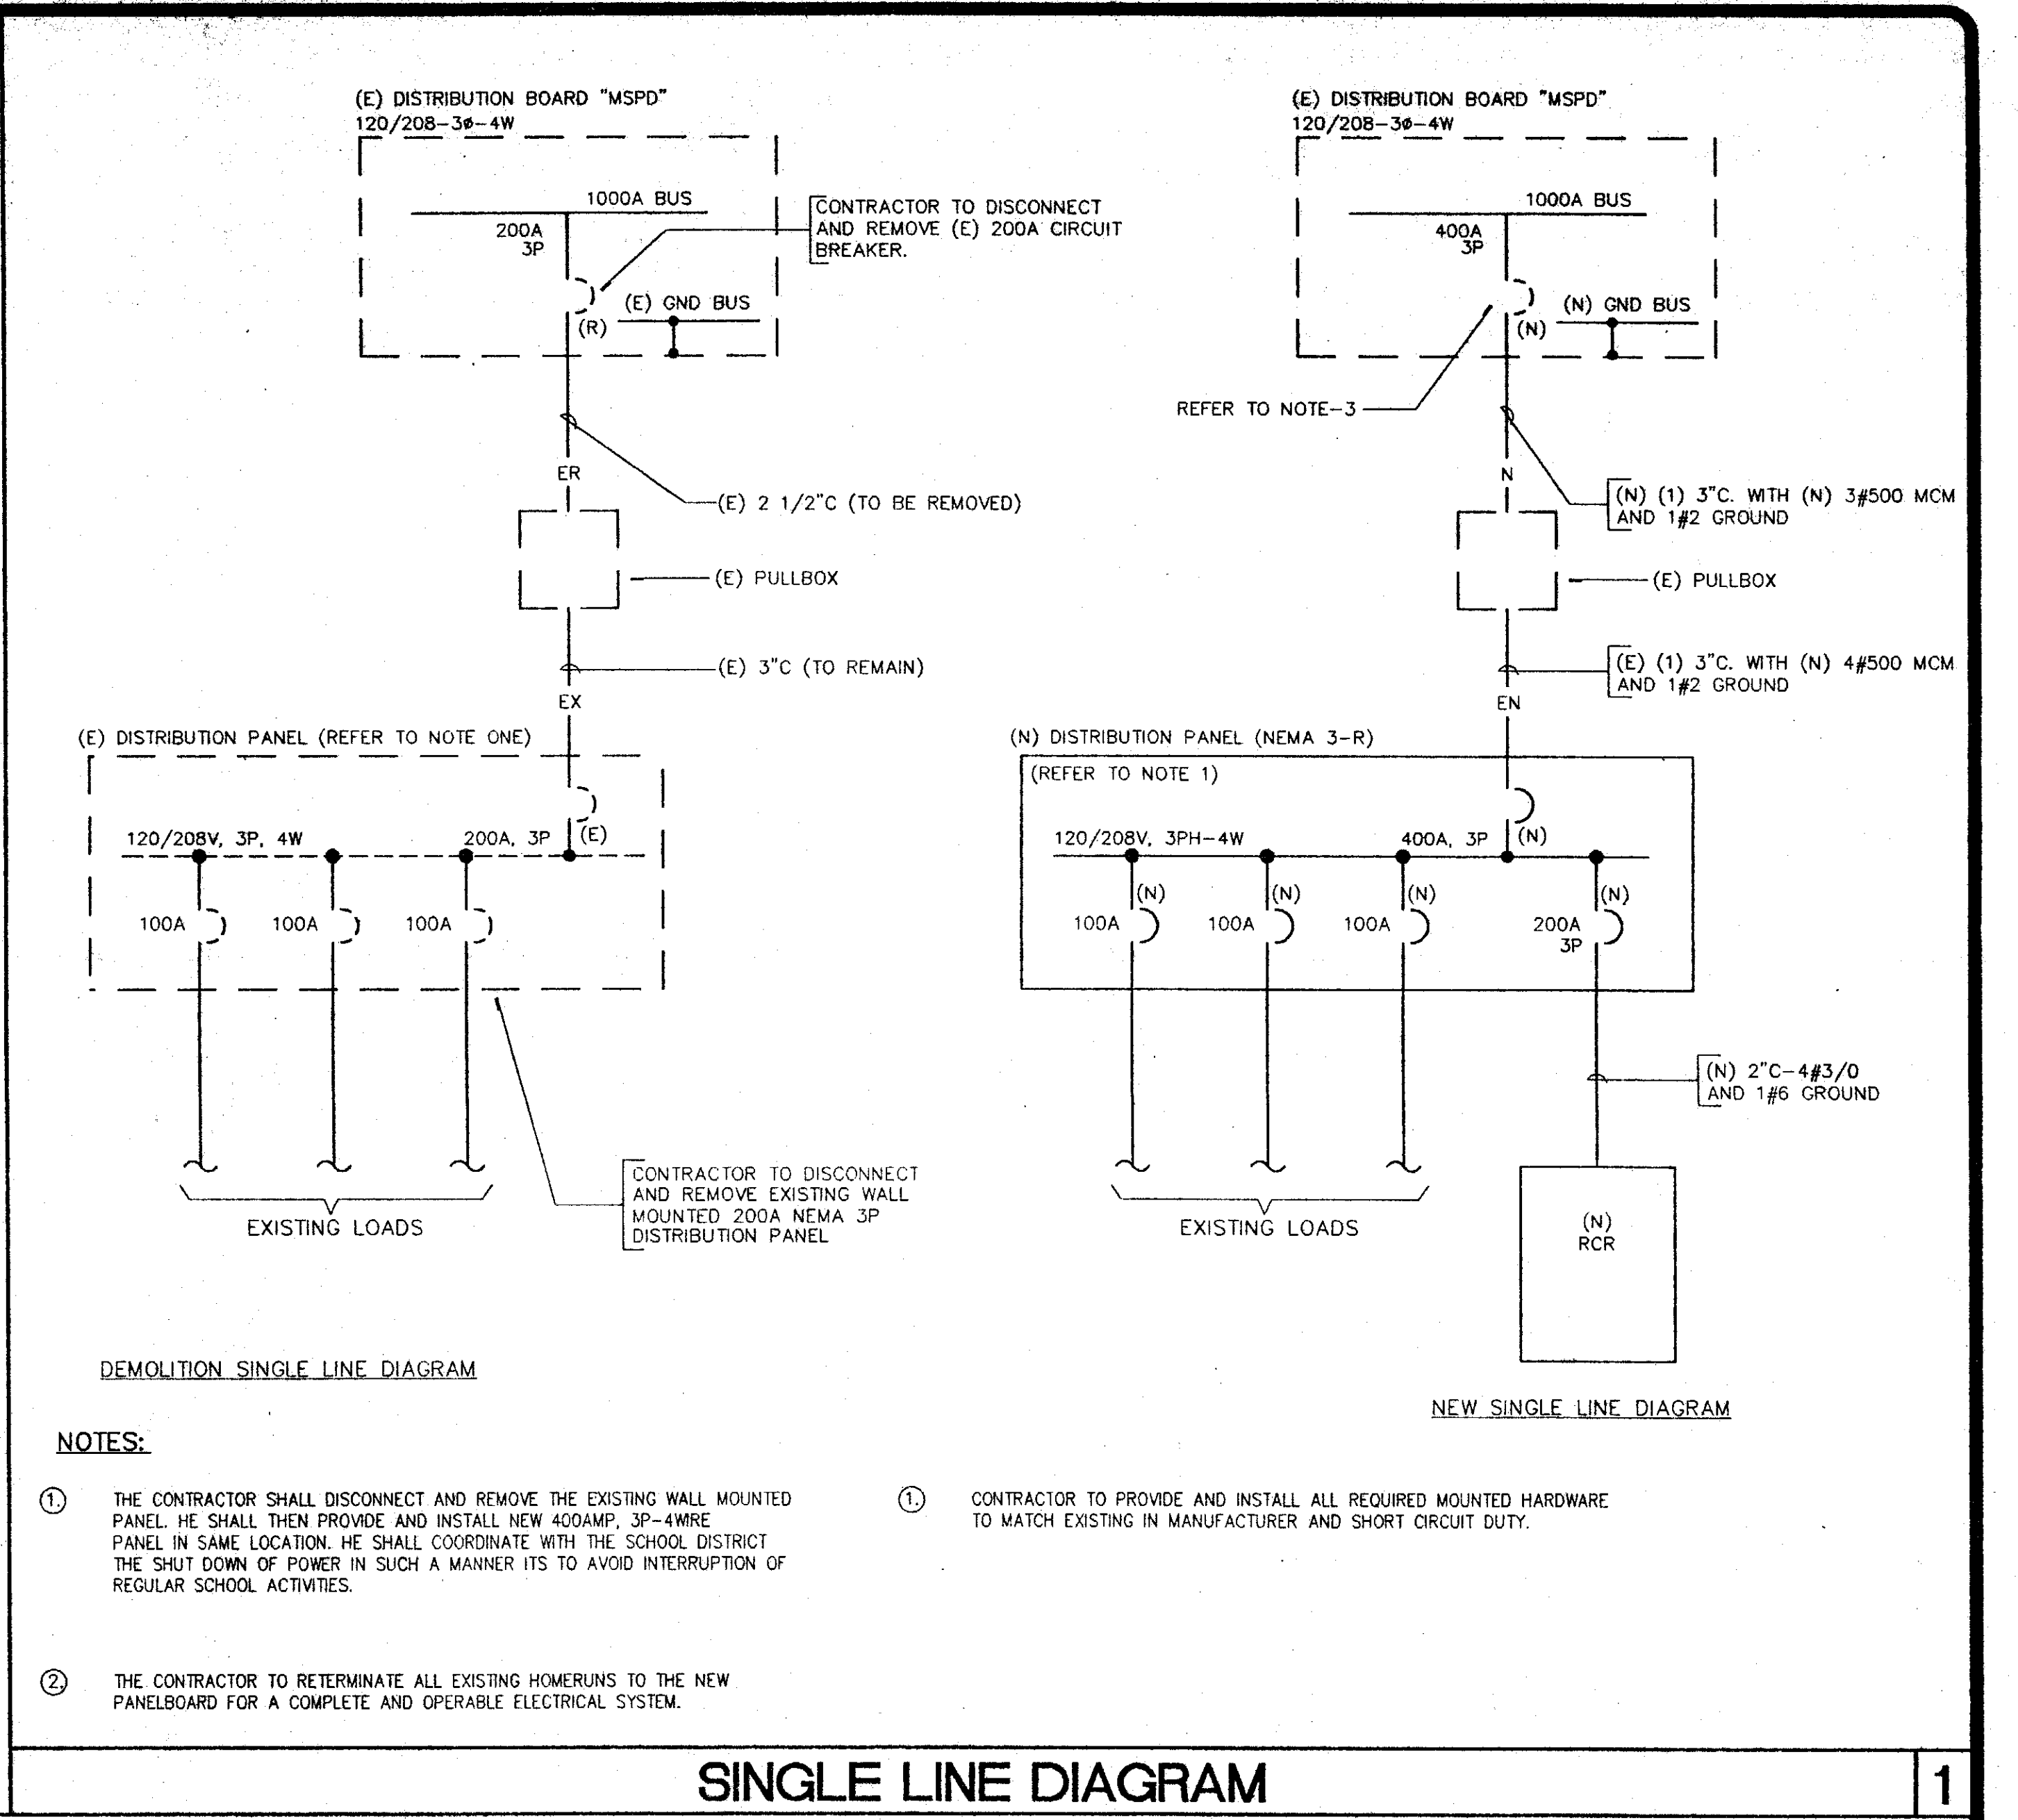 (E) DISTRIBUTION BOARD "MSPD"
120/208-3ø-4W
1000A BUS
200A
3P
CONTRACTOR TO DISCONNECT
AND REMOVE (E) 200A CIRCUIT
BREAKER.
(E) GND BUS
(R)
ER
(E) 2 1/2"C (TO BE REMOVED)
(E) PULLBOX
(E) 3"C (TO REMAIN)
EX
(E) DISTRIBUTION PANEL (REFER TO NOTE ONE)
120/208V, 3P, 4W
200A, 3P
(E)
100A
100A
100A
CONTRACTOR TO DISCONNECT
AND REMOVE EXISTING WALL
MOUNTED 200A NEMA 3P
DISTRIBUTION PANEL
EXISTING LOADS
DEMOLITION SINGLE LINE DIAGRAM
(E) DISTRIBUTION BOARD "MSPD"
120/208-3ø-4W
1000A BUS
400A
3P
(N) GND BUS
(N)
REFER TO NOTE-3
N
(N) (1) 3"C. WITH (N) 3#500 MCM
AND 1#2 GROUND
(E) PULLBOX
(E) (1) 3"C. WITH (N) 4#500 MCM
AND 1#2 GROUND
EN
(N) DISTRIBUTION PANEL (NEMA 3-R)
(REFER TO NOTE 1)
120/208V, 3PH-4W
400A, 3P
(N)
(N)
(N)
(N)
(N)
100A
100A
100A
200A
3P
(N) 2"C-4#3/0
AND 1#6 GROUND
EXISTING LOADS
(N)
RCR
NEW SINGLE LINE DIAGRAM
NOTES:
1. THE CONTRACTOR SHALL DISCONNECT AND REMOVE THE EXISTING WALL MOUNTED
PANEL. HE SHALL THEN PROVIDE AND INSTALL NEW 400AMP, 3P-4WIRE
PANEL IN SAME LOCATION. HE SHALL COORDINATE WITH THE SCHOOL DISTRICT
THE SHUT DOWN OF POWER IN SUCH A MANNER ITS TO AVOID INTERRUPTION OF
REGULAR SCHOOL ACTIVITIES.
2. THE CONTRACTOR TO RETERMINATE ALL EXISTING HOMERUNS TO THE NEW
PANELBOARD FOR A COMPLETE AND OPERABLE ELECTRICAL SYSTEM.
1. CONTRACTOR TO PROVIDE AND INSTALL ALL REQUIRED MOUNTED HARDWARE
TO MATCH EXISTING IN MANUFACTURER AND SHORT CIRCUIT DUTY.
SINGLE LINE DIAGRAM
1